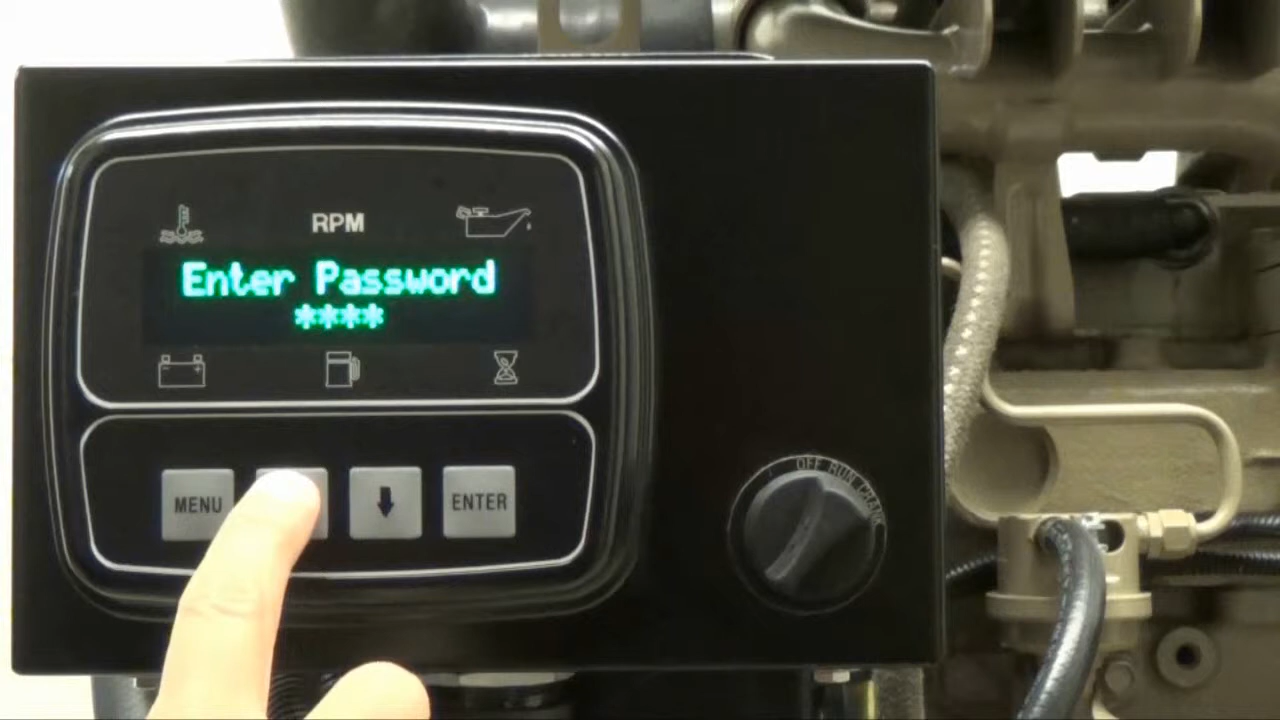 RPM
Enter Password
****
MENU
ENTER
OFF RUN CRANK